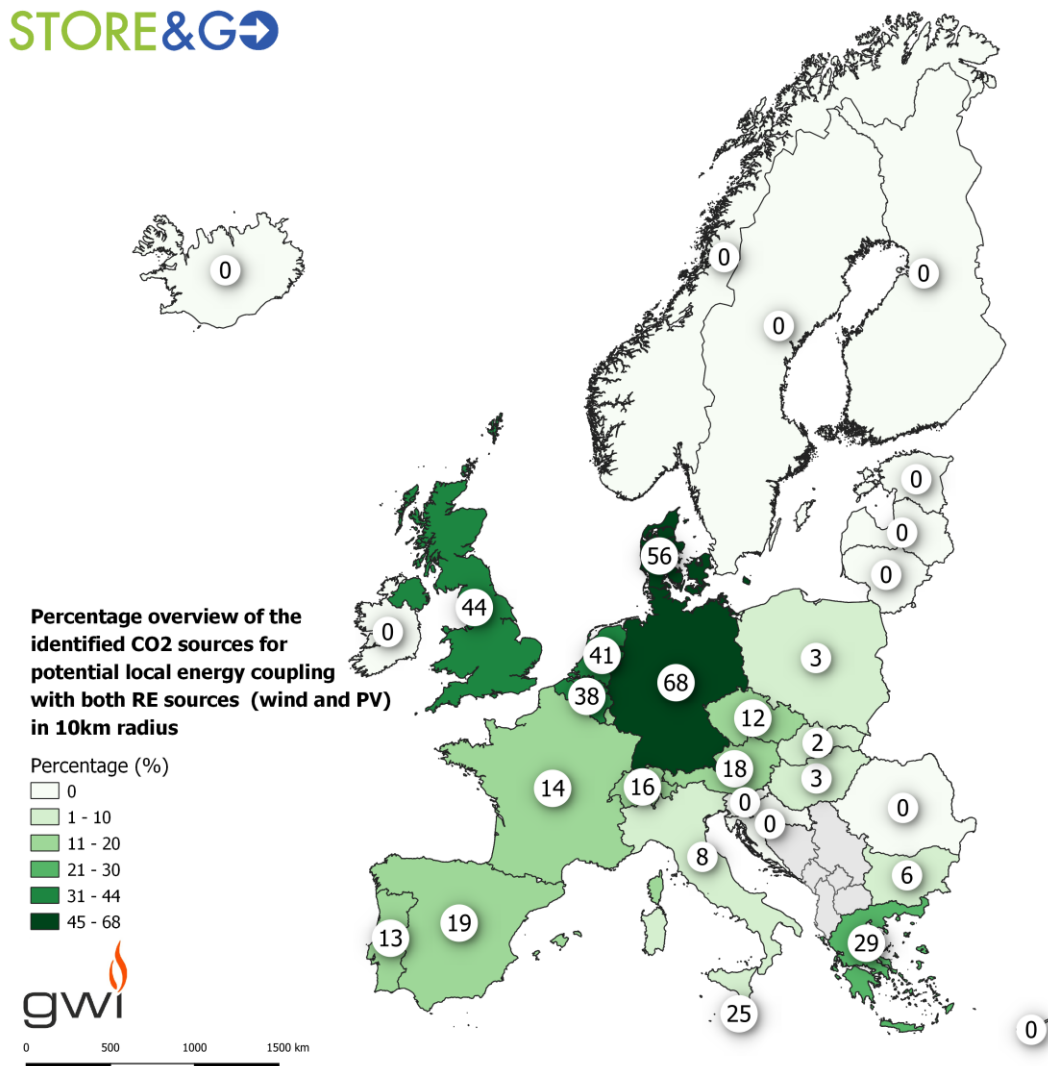 STORE&GO
0
0
0
0
0
0
0
56
44
0
41
38
68
3
12
2
18
3
16
14
0
0
0
8
6
19
13
29
25
0
Percentage overview of the
identified CO2 sources for
potential local energy coupling
with both RE sources (wind and PV)
in 10km radius
Percentage (%)
0
1 - 10
11 - 20
21 - 30
31 - 44
45 - 68
gwi
0 500 1000 1500 km